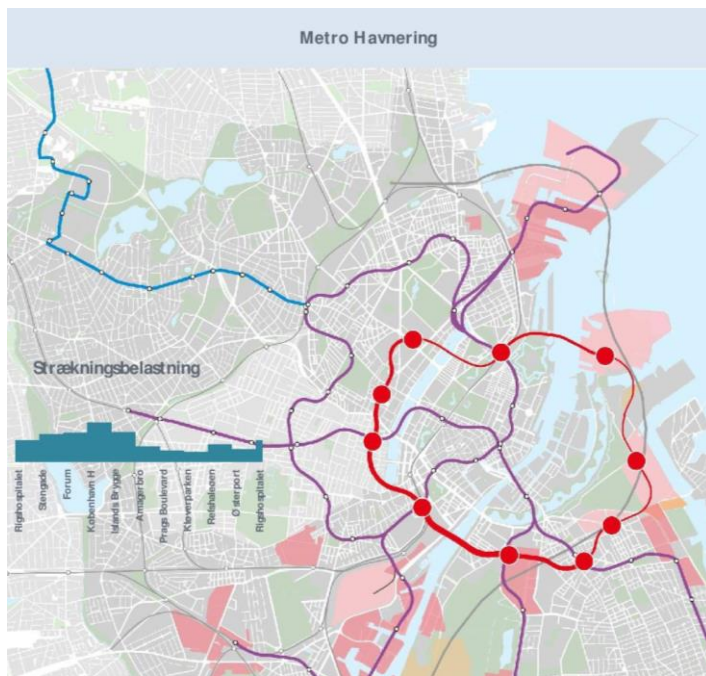 Metro Havnering
Strækningsbelastning
Rigshospitalet
Stengade
Forum
København H
Islands Brygge
Amagerbro
Prags Boulevard
Kløverparken
Refshaleøen
Østerport
Rigshospitalet